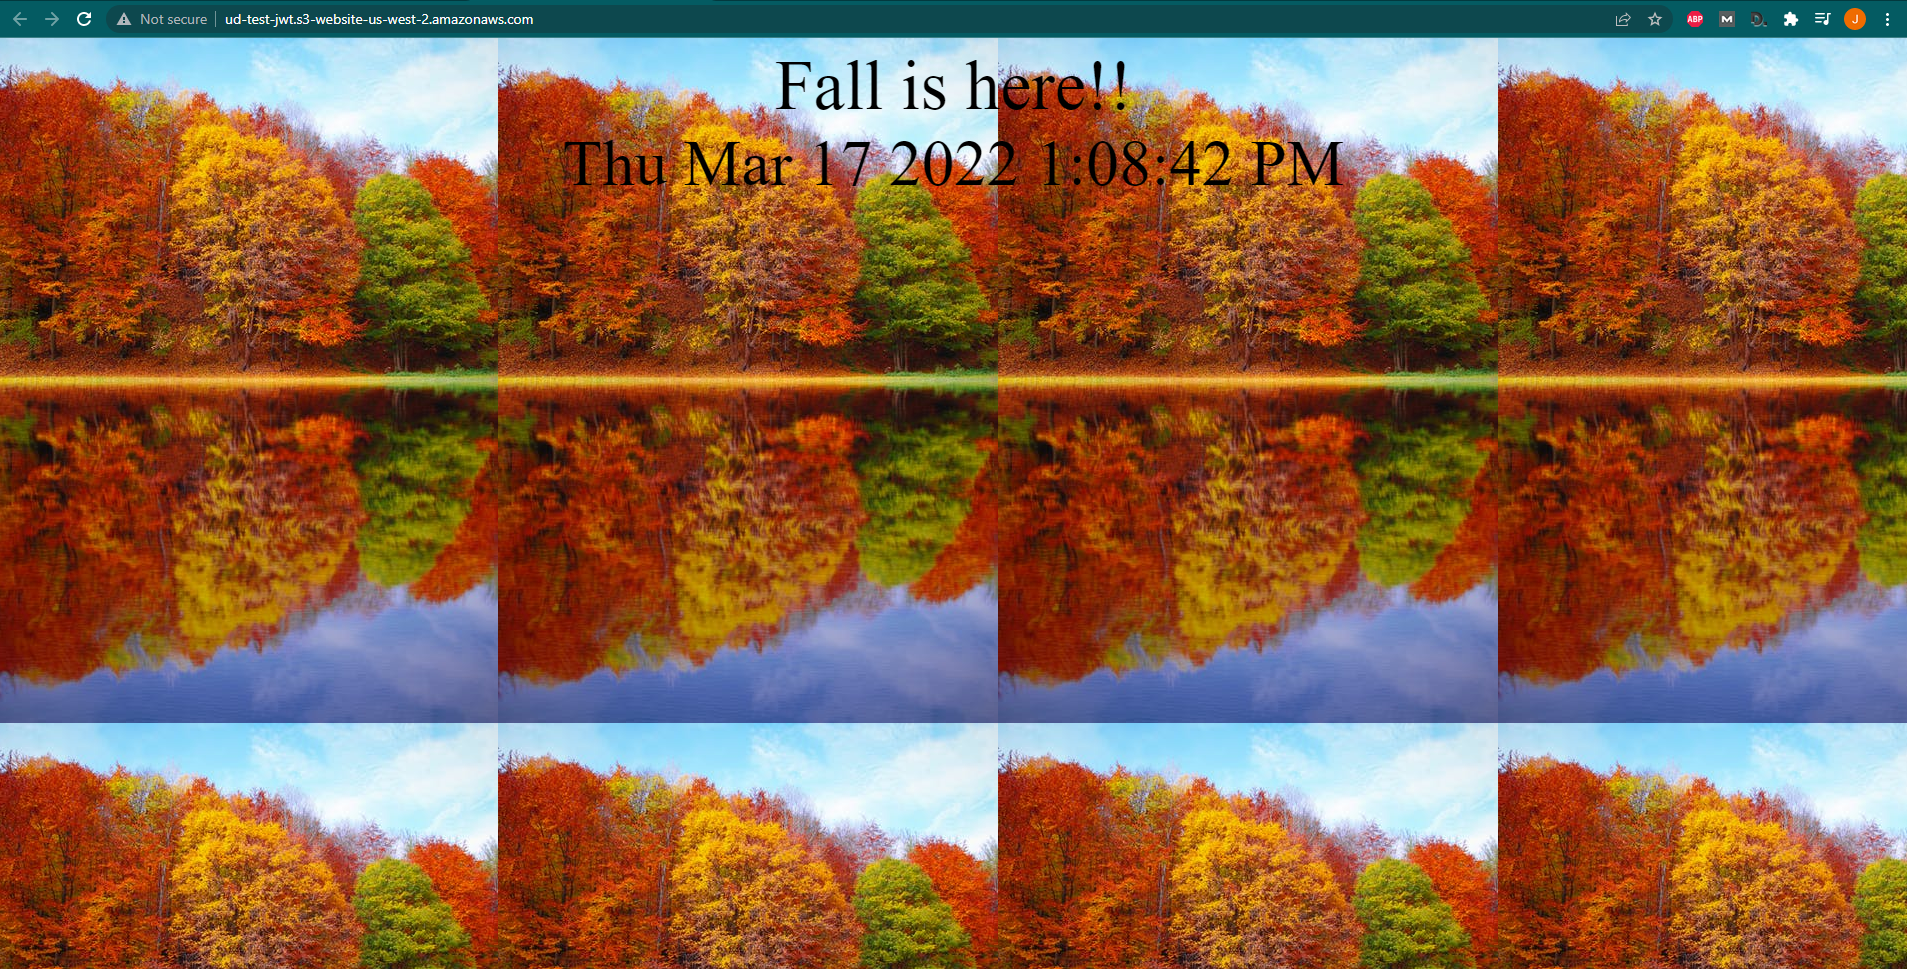 Not secure
ud-test-jwt.s3-website-us-west-2.amazonaws.com
ABP
M
J
Fall is here!!
Thu Mar 17 2022 1:08:42 PM